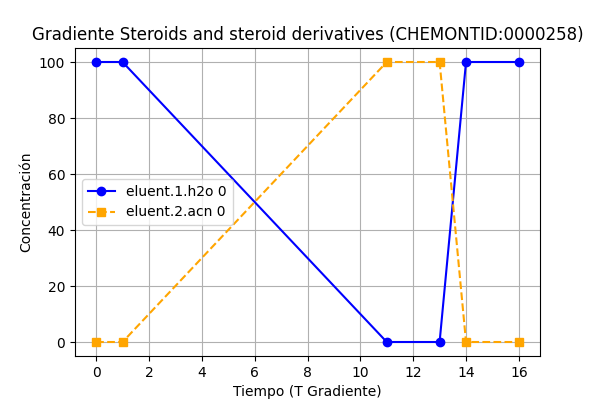 Gradiente Steroids and steroid derivatives (CHEMONTID:0000258)
Concentración
100
80
60
40
20
0
eluent.1.h2o 0
eluent.2.acn 0
0 2 4 6 8 10 12 14 16
Tiempo (T Gradiente)